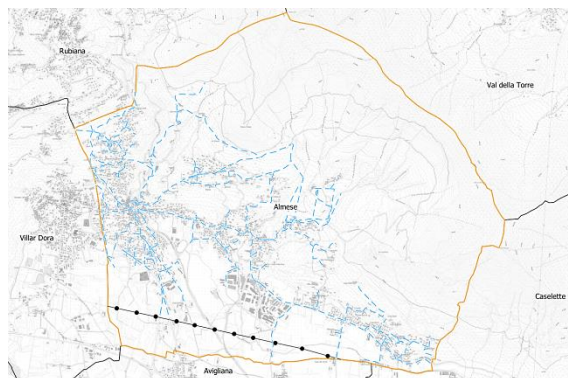 Rubiana
Val della Torre
Almese
Villar Dora
Caselette
Avigliana